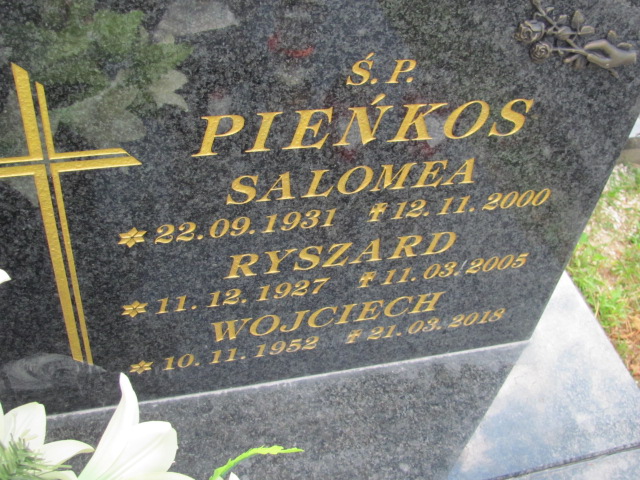 Ś.P.
PIEŃKOS
SALOMEA
* 22.09.1931 ✝ 12.11.2000
RYSZARD
* 11.12.1927 ✝ 11.03.2005
WOJCIECH
* 10.11.1952 ✝ 21.03.2018